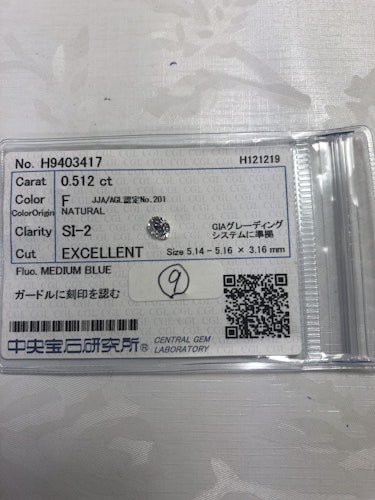 No. H9403417 H121219
Carat 0.512 ct
Color F JJA/AGL認定No.201
ColorOrigin NATURAL
Clarity SI-2 GIAグレーディング
システムに準拠
Cut EXCELLENT Size 5.14 - 5.16 × 3.16 mm
Fluo. MEDIUM BLUE
ガードルに刻印を認む
9
中央宝石研究所® CENTRAL GEM
LABORATORY